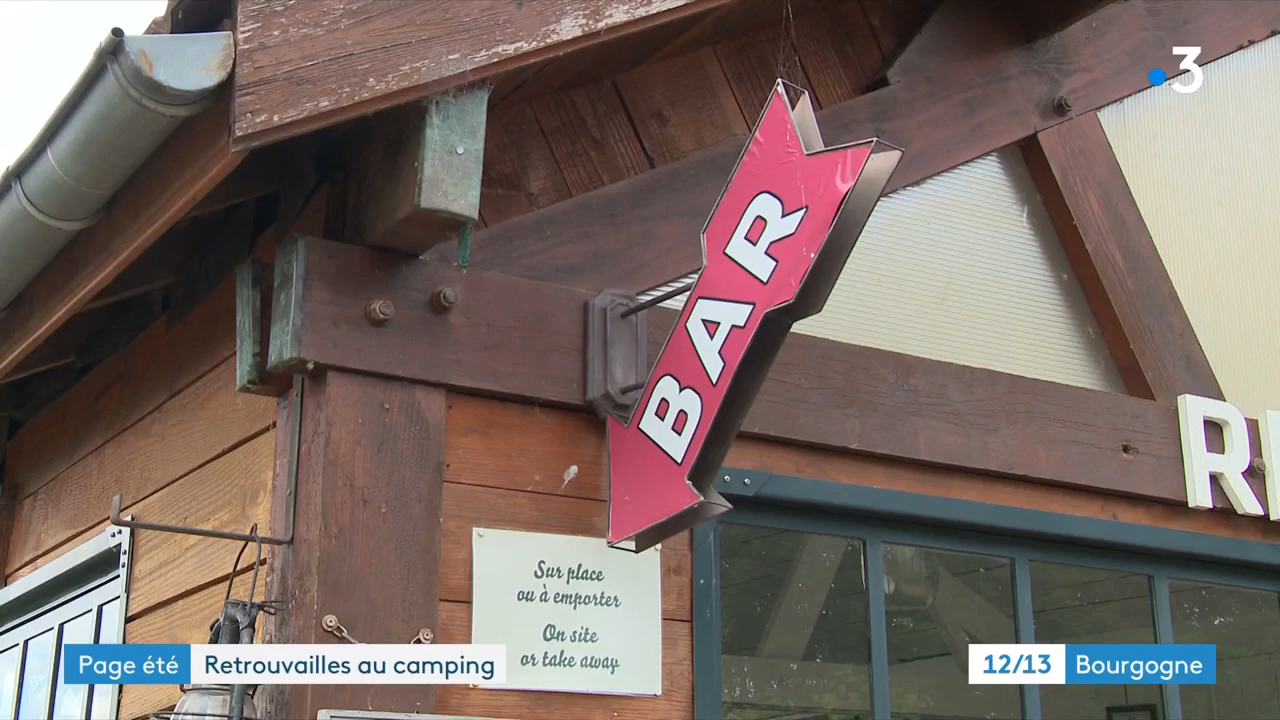 3
BAR
RE
Sur place
ou à emporter
On site
or take away
Page été
Retrouvailles au camping
12/13
Bourgogne